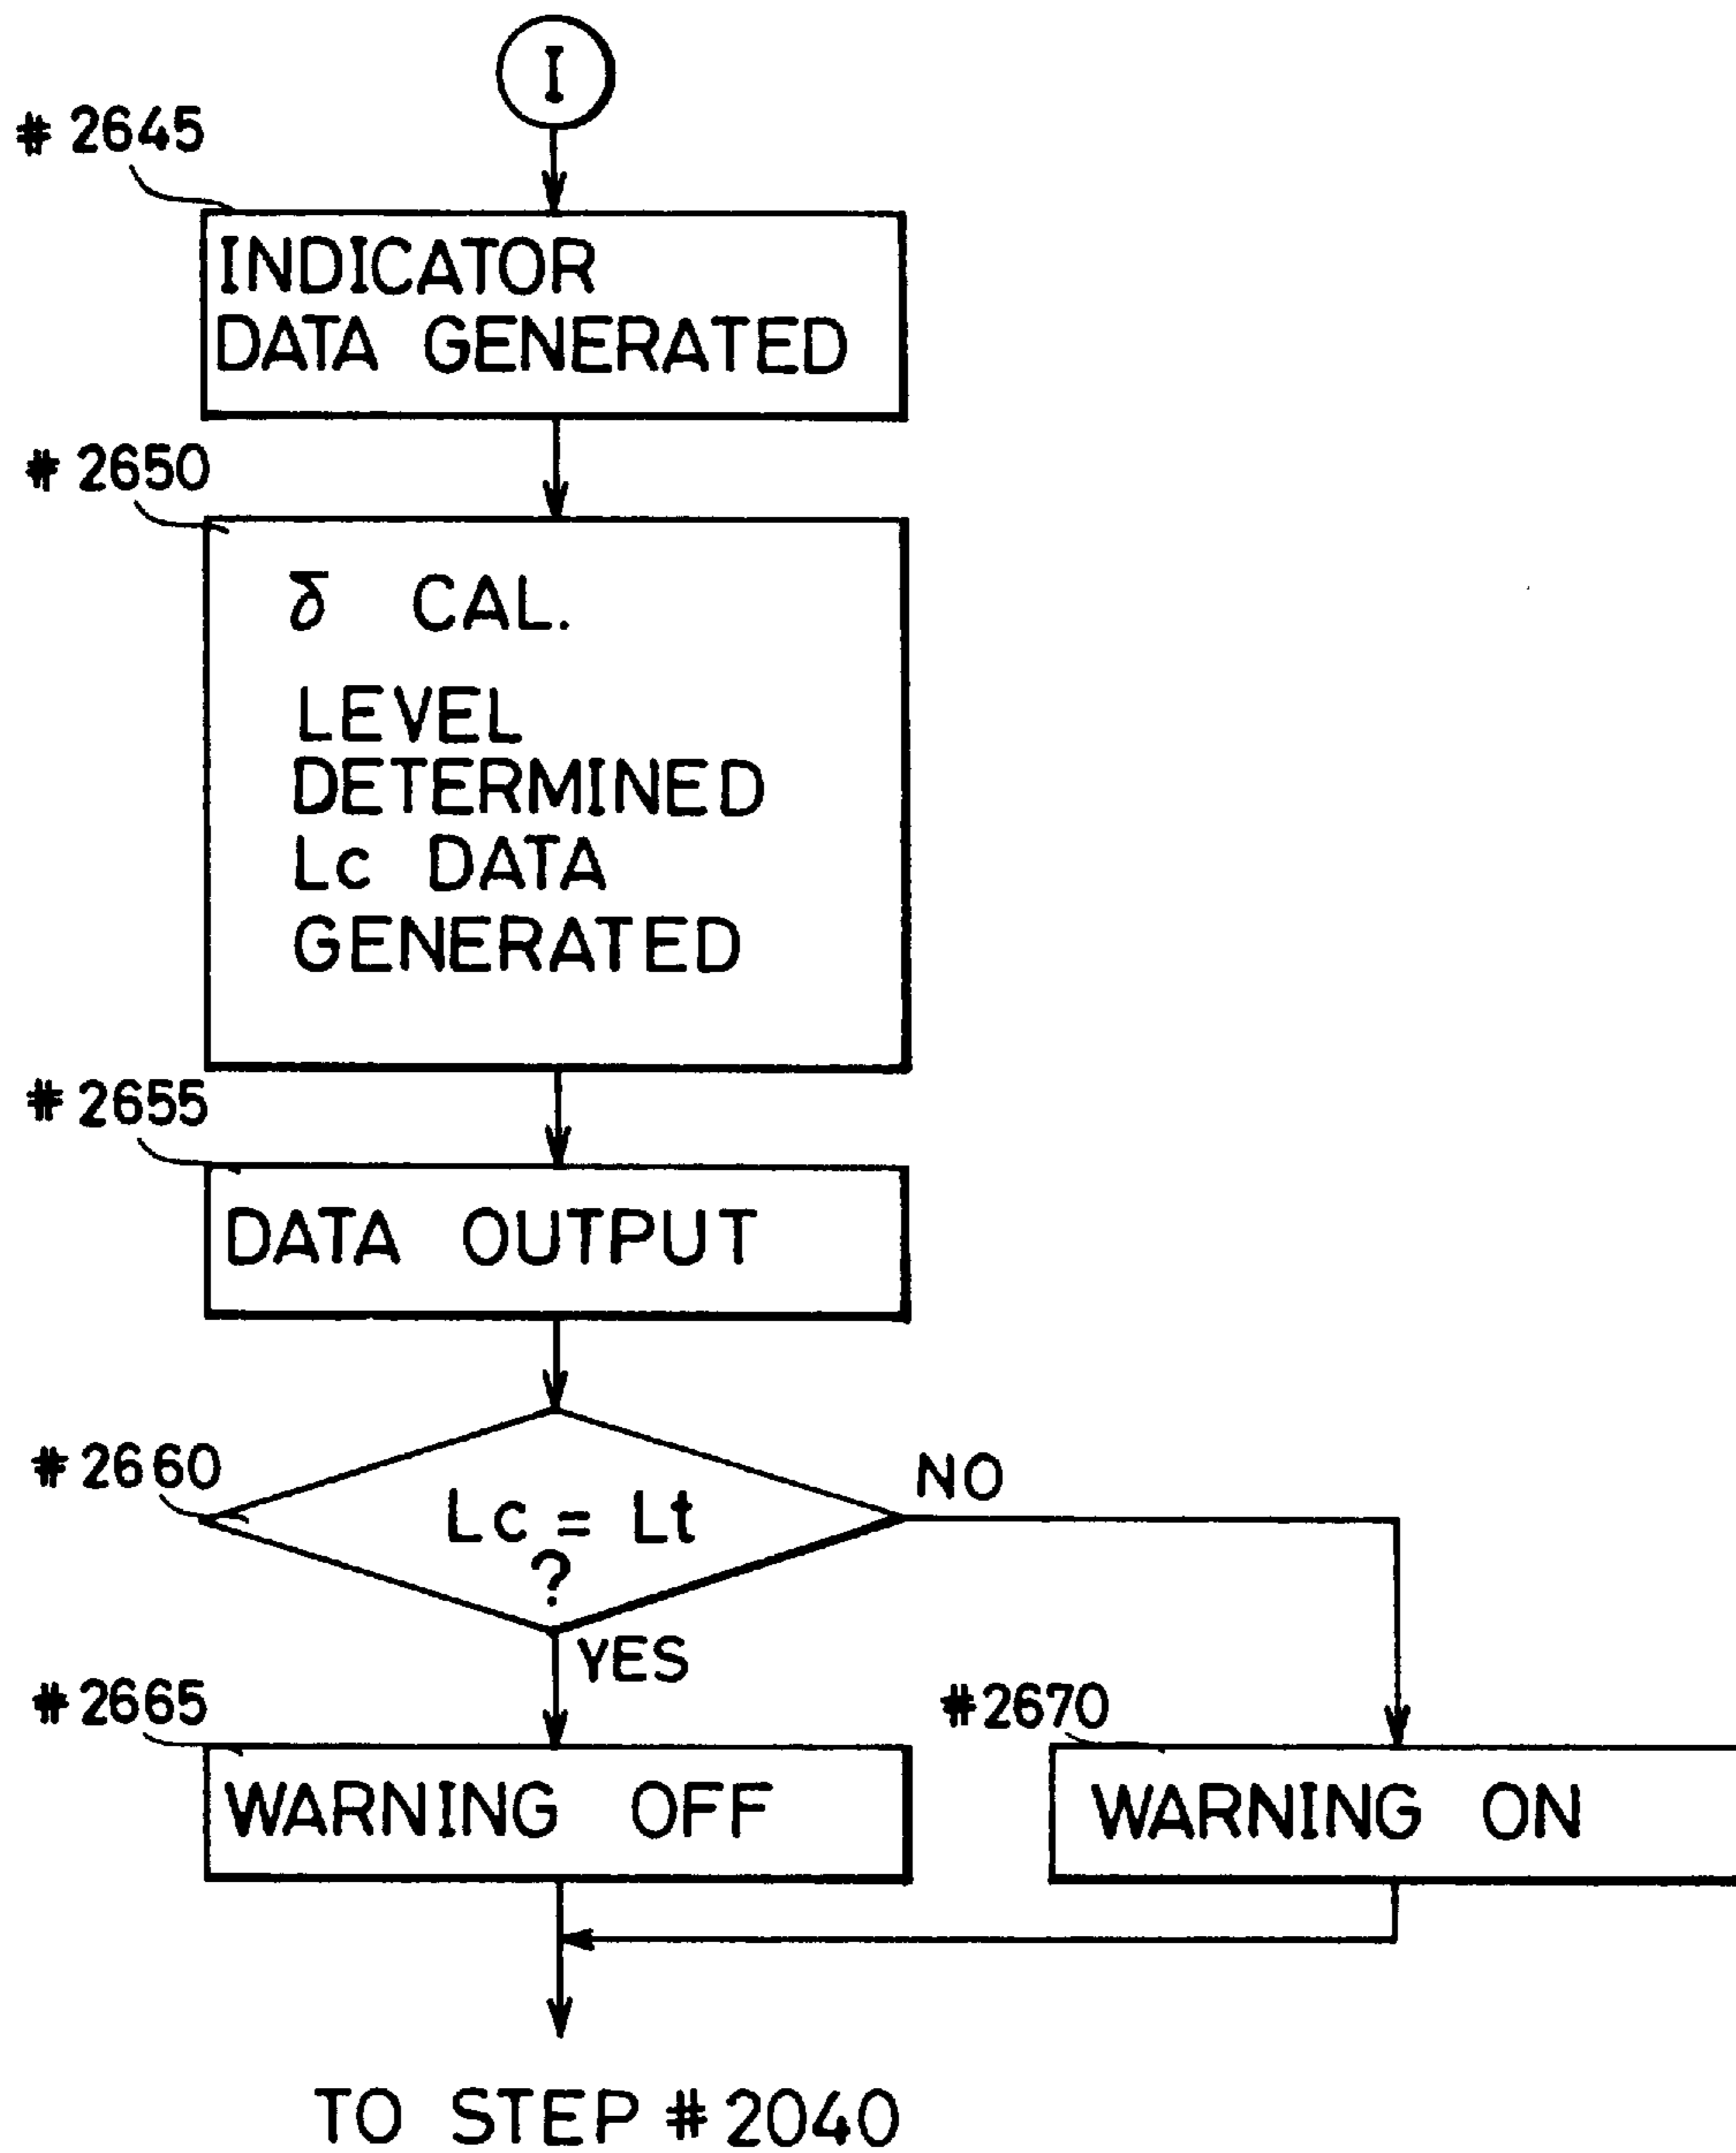 I
#2645
INDICATOR
DATA GENERATED
#2650
δ CAL.
LEVEL
DETERMINED
Lc DATA
GENERATED
#2655
DATA OUTPUT
#2660
Lc = Lt
?
NO
YES
#2665
WARNING OFF
#2670
WARNING ON
TO STEP #2040